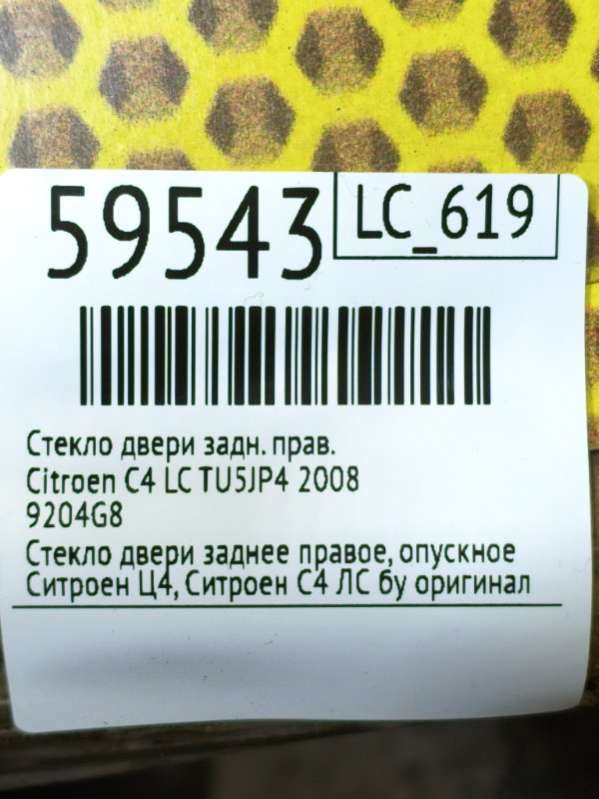 59543
LC_619
Стекло двери задн. прав.
Citroen C4 LC TU5JP4 2008
9204G8
Стекло двери заднее правое, опускное
Ситроен Ц4, Ситроен С4 ЛС бу оригинал